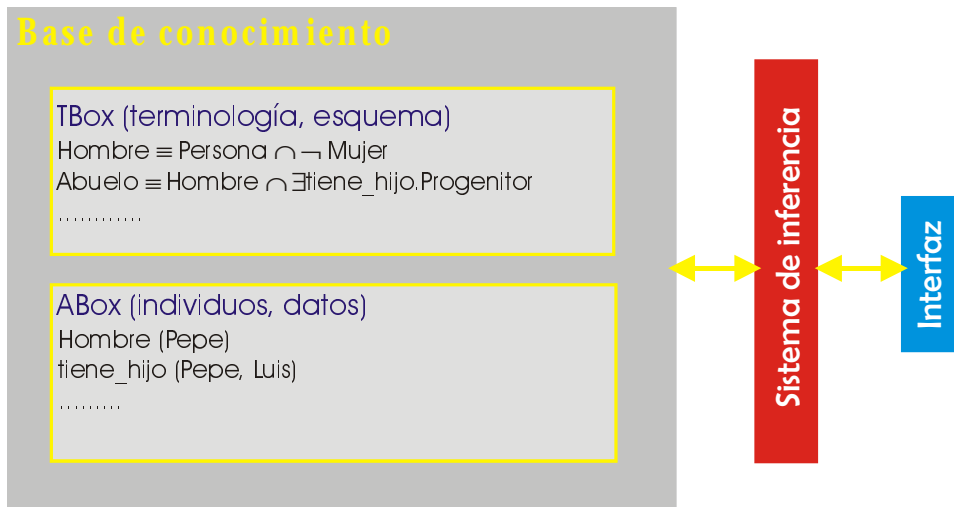 Base de conocimiento
TBox (terminología, esquema)
Hombre ≡ Persona ∩ ¬ Mujer
Abuelo ≡ Hombre ∩ ∃tiene_hijo.Progenitor
............
ABox (individuos, datos)
Hombre (Pepe)
tiene_hijo (Pepe, Luis)
.........
Sistema de inferencia
Interfaz